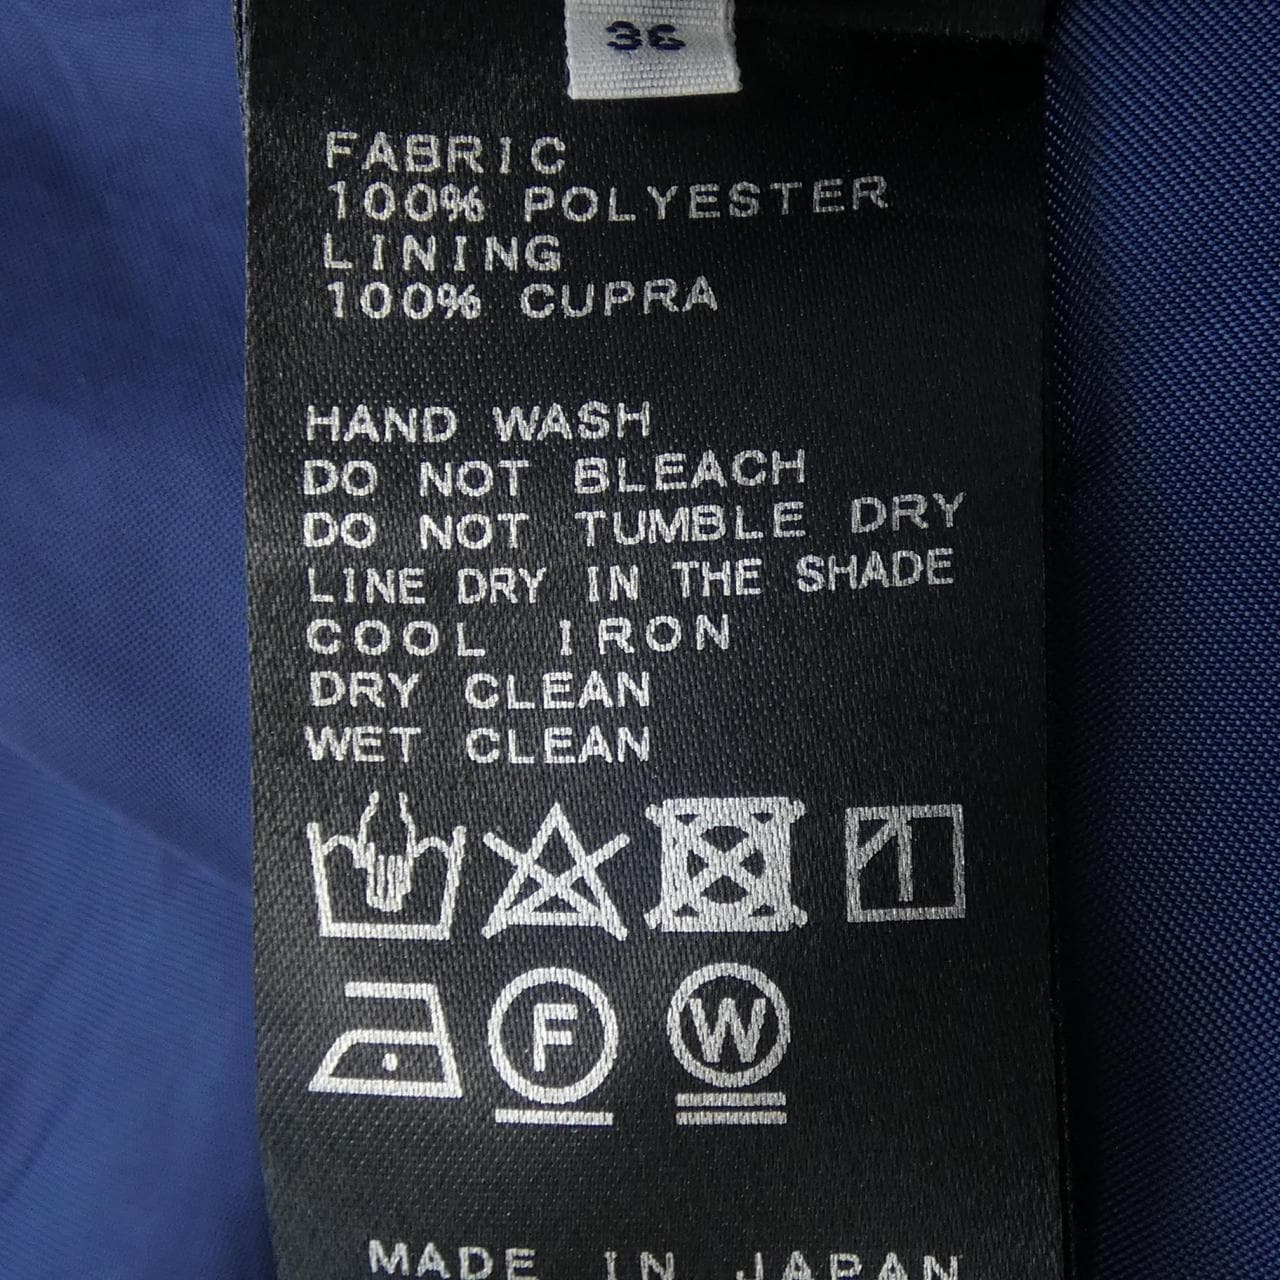 36
FABRIC
100% POLYESTER
LINING
100% CUPRA
HAND WASH
DO NOT BLEACH
DO NOT TUMBLE DRY
LINE DRY IN THE SHADE
COOL IRON
DRY CLEAN
WET CLEAN
F W
MADE IN JAPAN